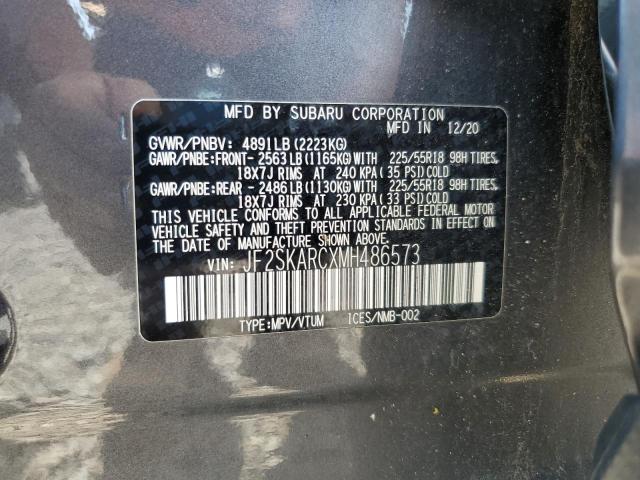 MFD BY SUBARU CORPORATION
MFD IN 12/20
GVWR/PNBV: 4891LB(2223KG)
GAWR/PNBE:FRONT-2563LB(1165KG)WITH 225/55R18 98H TIRES,
18X7J RIMS AT 240 KPA(35 PSI)COLD
GAWR/PNBE:REAR -2486LB(1130KG)WITH 225/55R18 98H TIRES,
18X7J RIMS AT 230 KPA(33 PSI)COLD
THIS VEHICLE CONFORMS TO ALL APPLICABLE FEDERAL MOTOR
VEHICLE SAFETY, BUMPER, AND THEFT PREVENTION
STANDARDS IN EFFECT ON THE DATE OF MANUFACTURE SHOWN ABOVE.
VIN: JF2SKARCXMH486573
TYPE:MPV/VTUM ICES/NMB-002